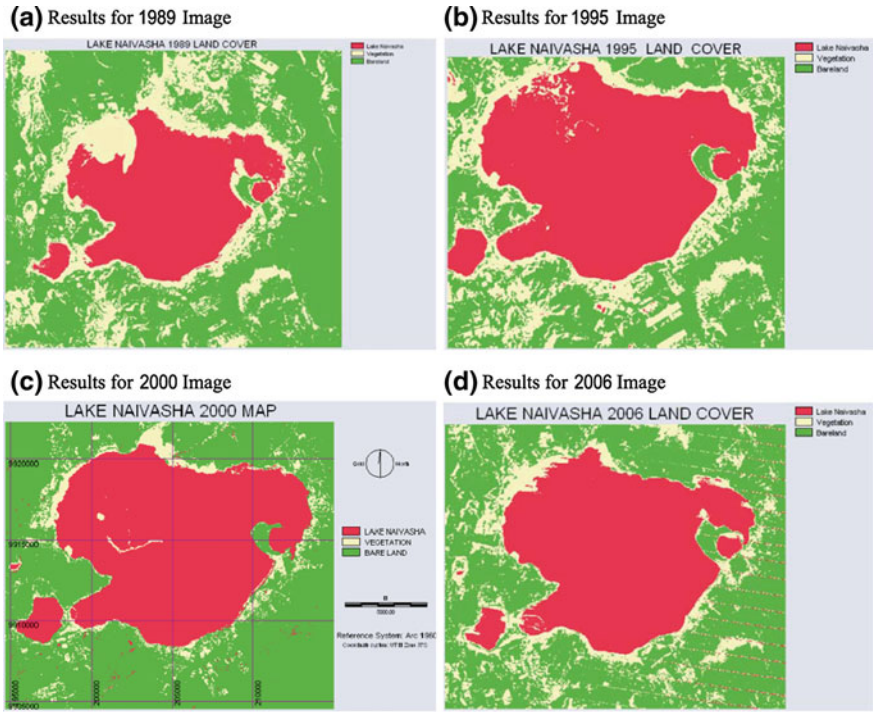 (a) Results for 1989 Image
LAKE NAIVASHA 1989 LAND COVER
Lake Naivasha
Vegetation
Bareland
(b) Results for 1995 Image
LAKE NAIVASHA 1995 LAND COVER
Lake Naivasha
Vegetation
Bareland
(c) Results for 2000 Image
LAKE NAIVASHA 2000 MAP
9920000
9915000
9910000
200000
210000
LAKE NAIVASHA
VEGETATION
BARE LAND
Reference System: Arc 1960
(d) Results for 2006 Image
LAKE NAIVASHA 2006 LAND COVER
Lake Naivasha
Vegetation
Bareland